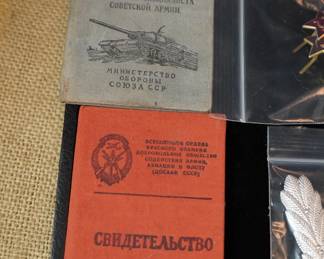 СОВЕТСКОЙ АРМИИ
МИНИСТЕРСТВО
ОБОРОНЫ
СОЮЗА ССР
ВСЕСОЮЗНОЕ ОРДЕНА
КРАСНОГО ЗНАМЕНИ
ДОБРОВОЛЬНОЕ ОБЩЕСТВО
СОДЕЙСТВИЯ АРМИИ,
АВИАЦИИ И ФЛОТУ
(ДОСААФ СССР)
СВИДЕТЕЛЬСТВО